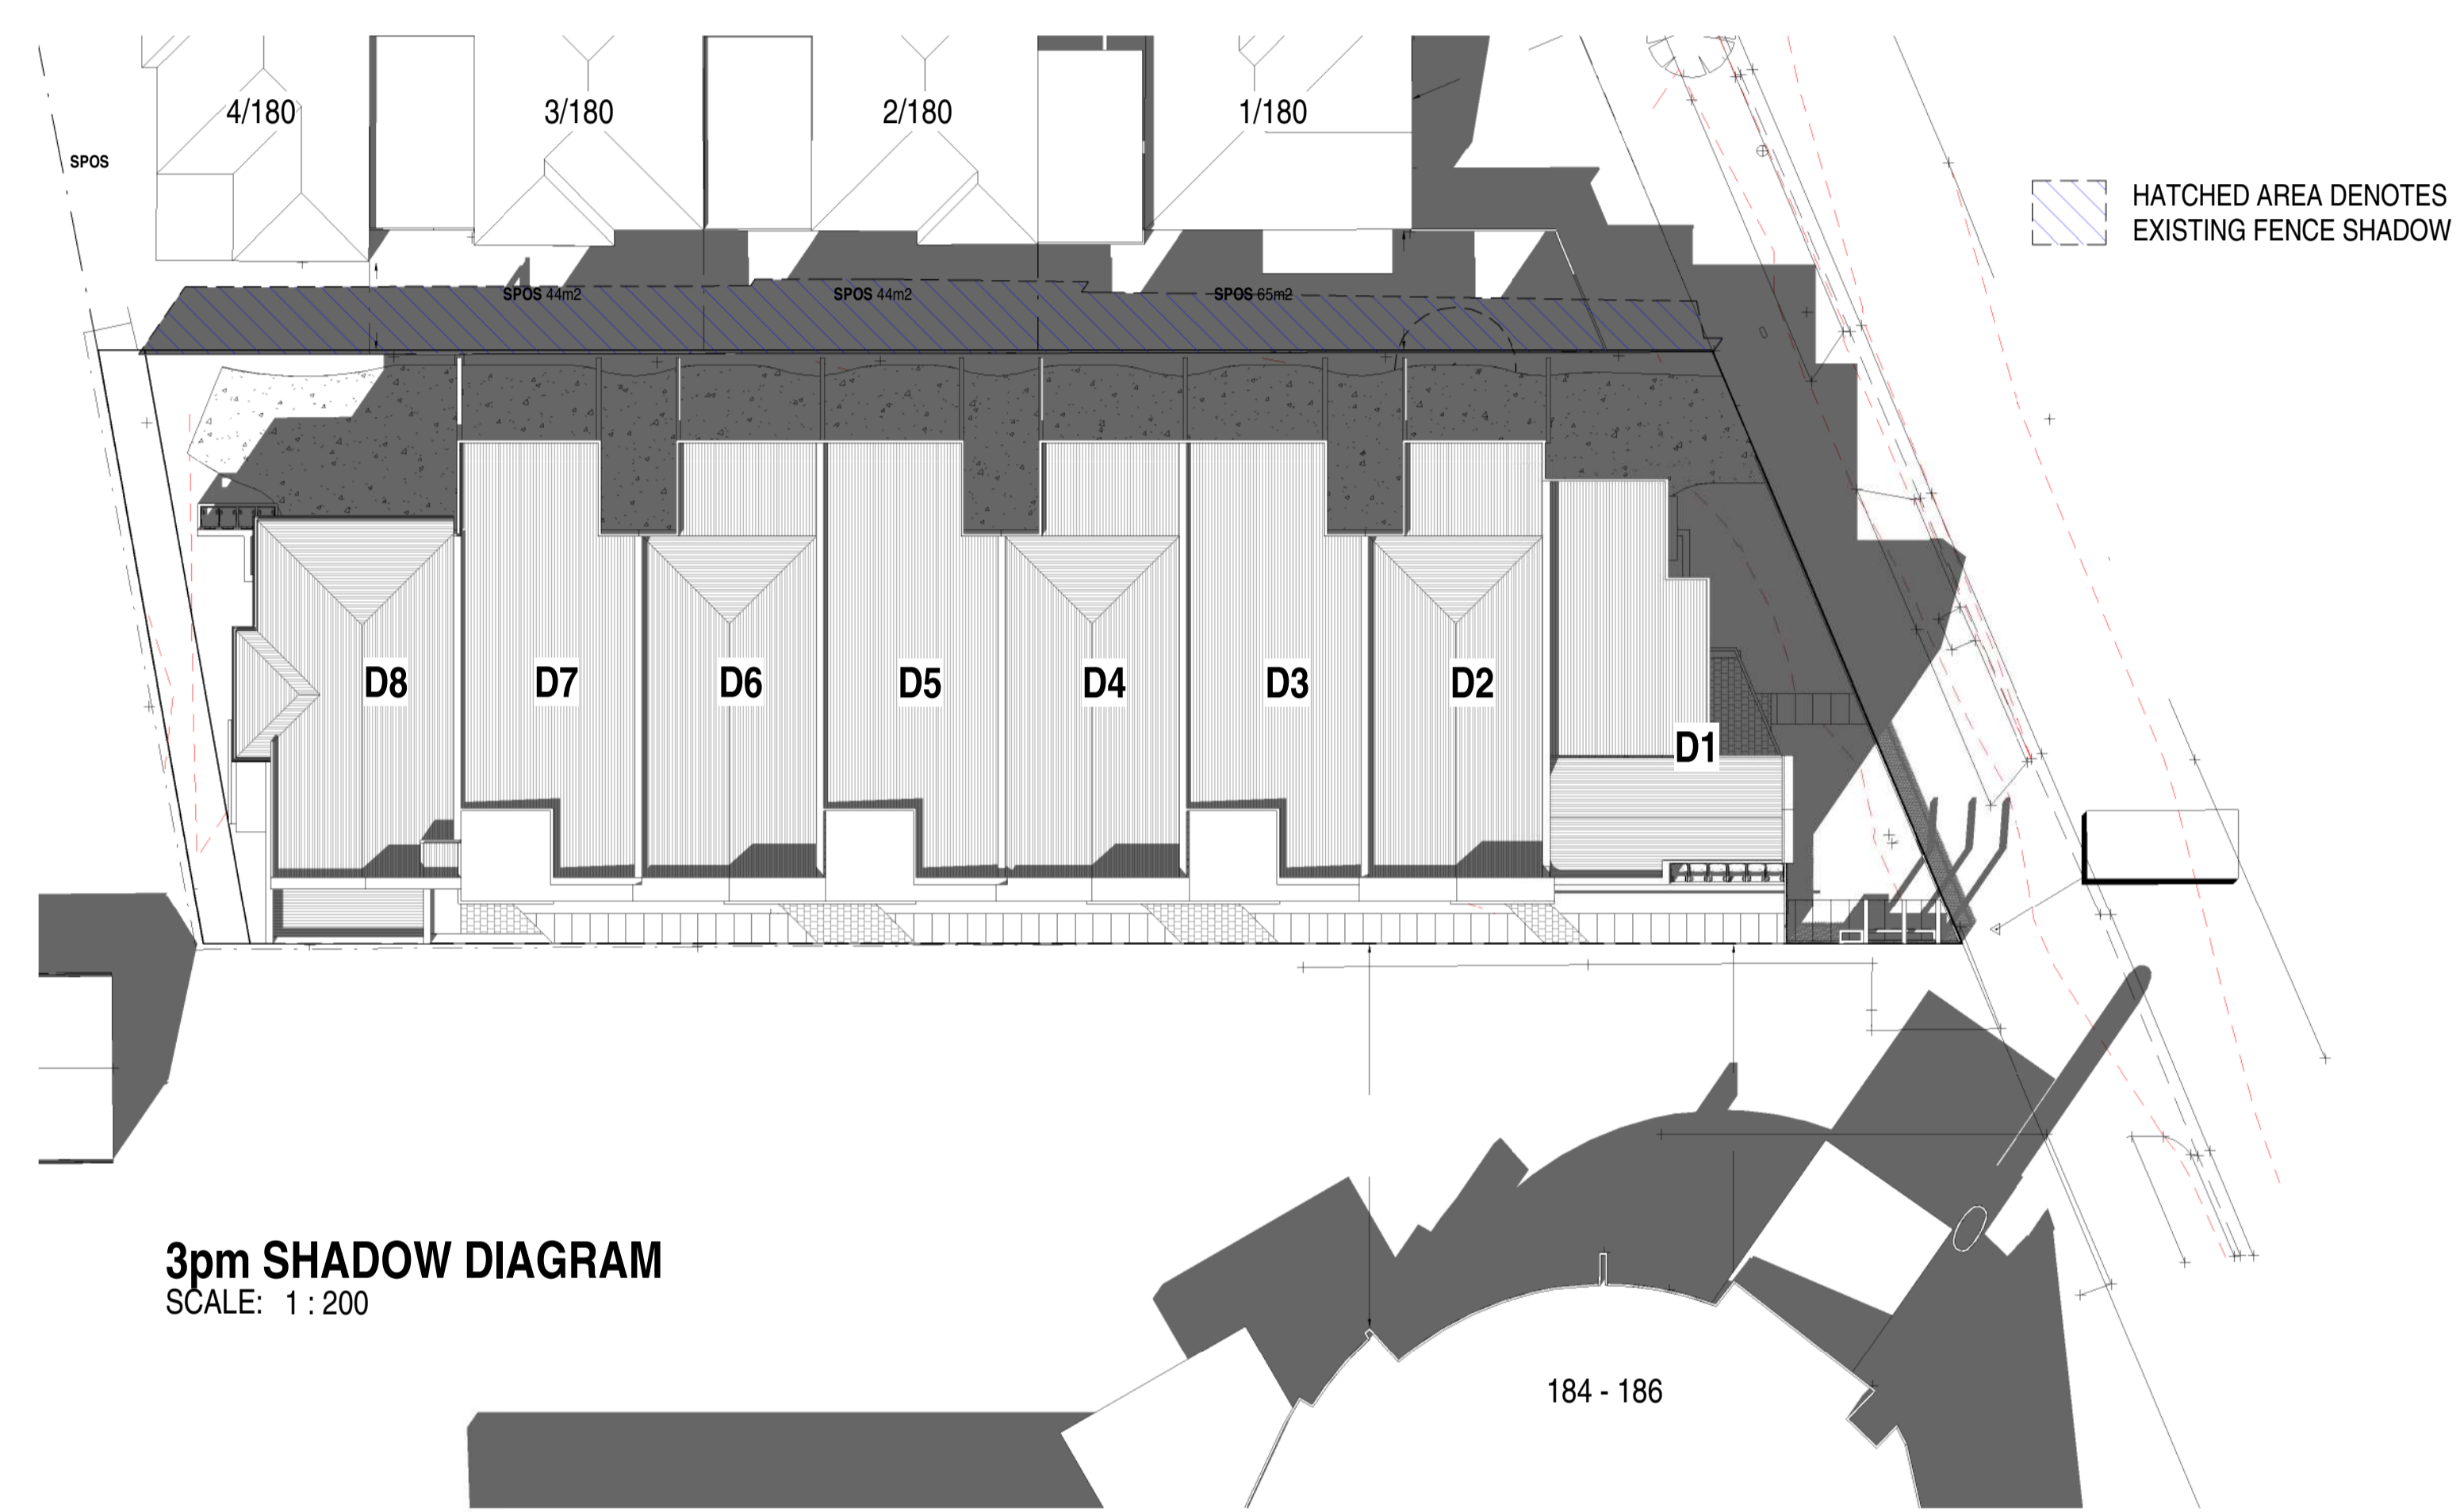 4/180
3/180
2/180
1/180
SPOS
HATCHED AREA DENOTES
EXISTING FENCE SHADOW
SPOS 44m2
SPOS 44m2
SPOS 65m2
D8
D7
D6
D5
D4
D3
D2
D1
3pm SHADOW DIAGRAM
SCALE: 1 : 200
184 - 186